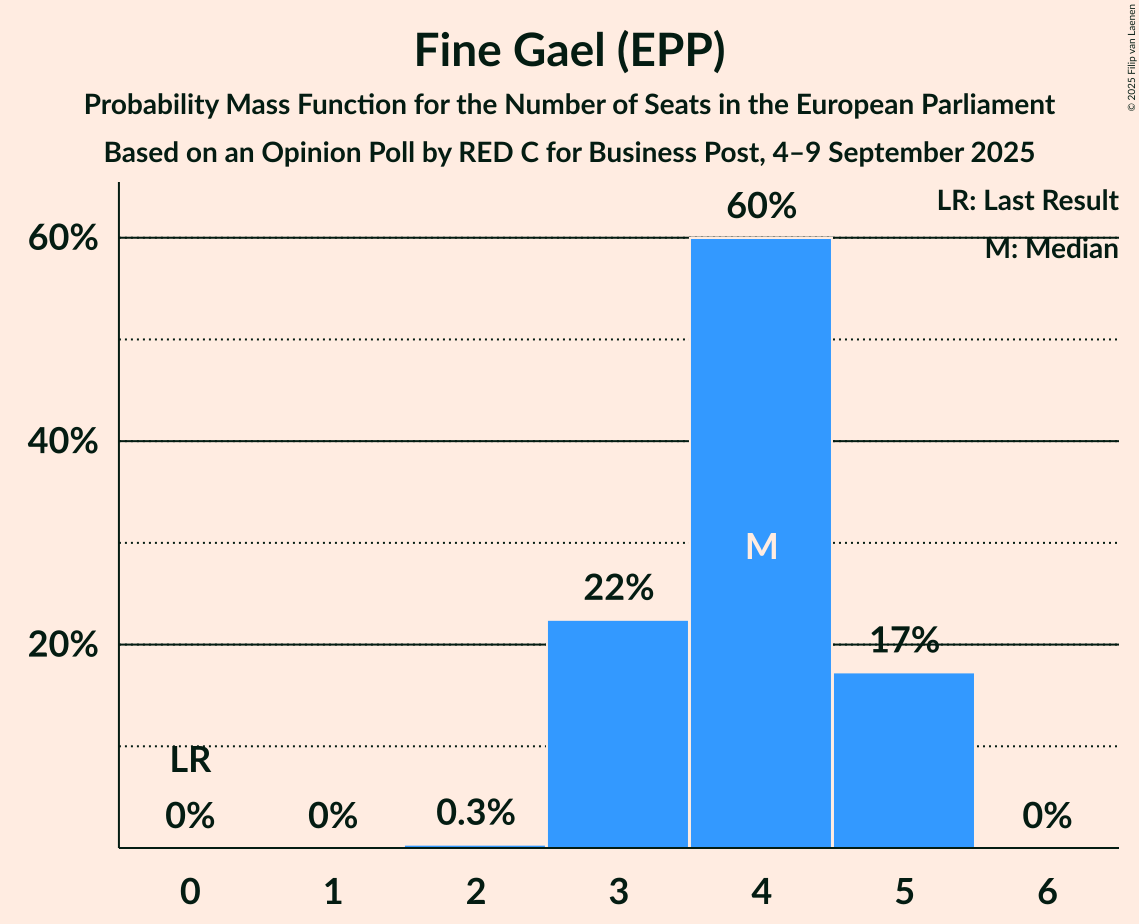 Fine Gael (EPP)
Probability Mass Function for the Number of Seats in the European Parliament
Based on an Opinion Poll by RED C for Business Post, 4–9 September 2025
© 2025 Filip van Laenen
LR: Last Result
M: Median
60%
40%
20%
60%
M
22%
17%
LR
0%
0%
0.3%
0%
0 1 2 3 4 5 6